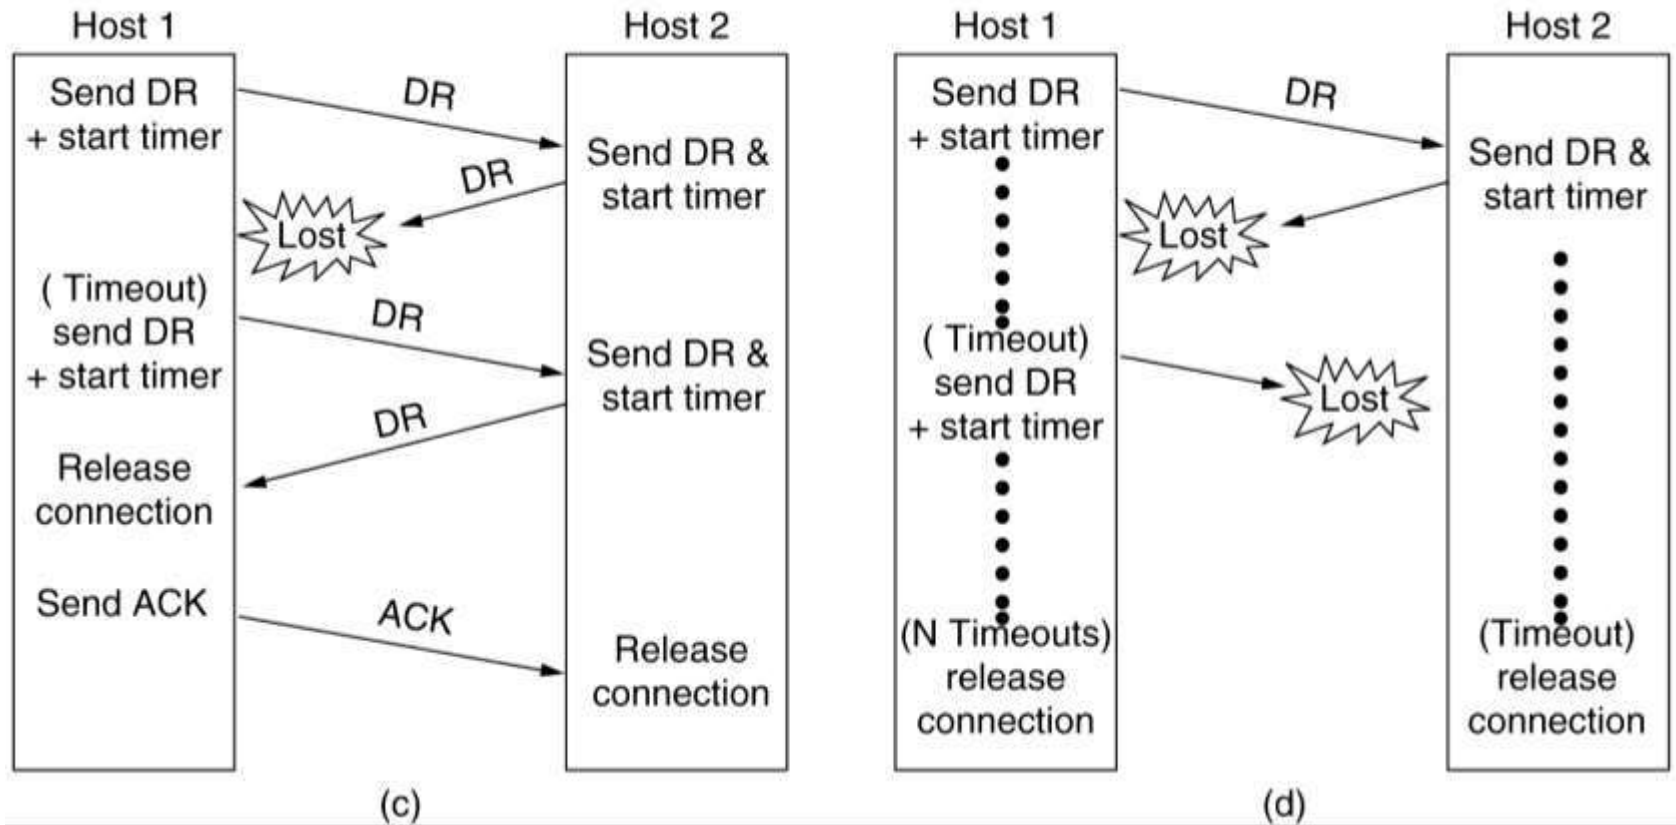 Host 1
Host 2
Send DR
+ start timer
DR
Send DR &
start timer
DR
Lost
( Timeout)
send DR
+ start timer
DR
Send DR &
start timer
DR
Release
connection
Send ACK
ACK
Release
connection
(c)
Host 1
Host 2
Send DR
+ start timer
DR
Send DR &
start timer
Lost
( Timeout)
send DR
+ start timer
Lost
(N Timeouts)
release
connection
(Timeout)
release
connection
(d)